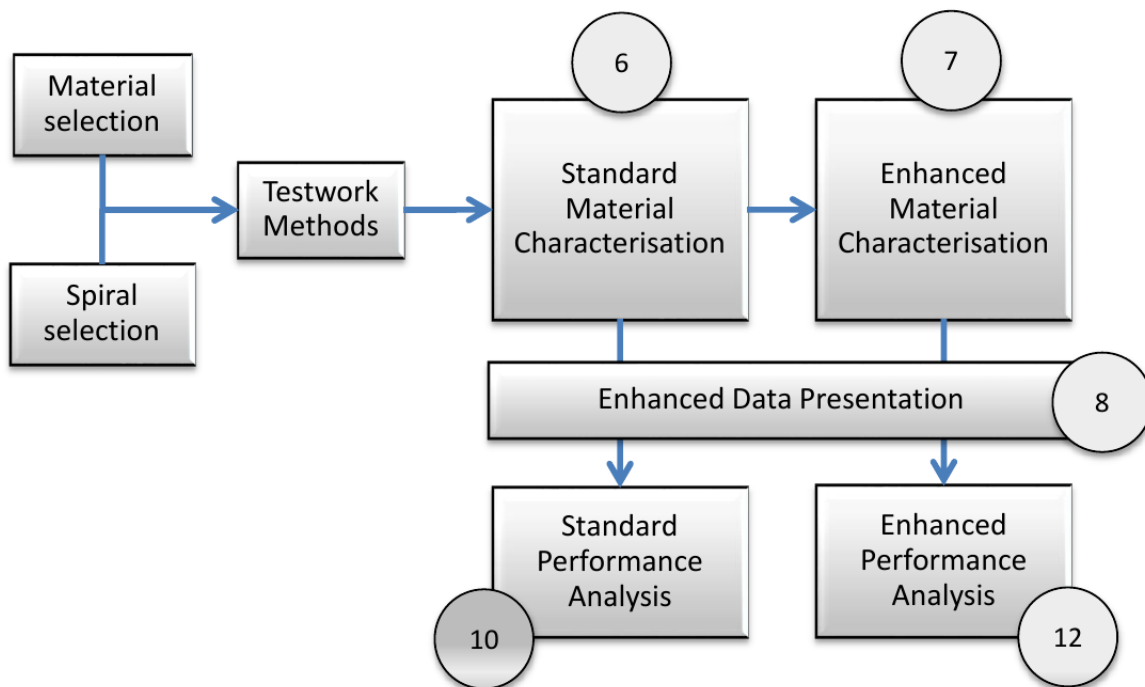 6
7
Material
selection
Testwork
Methods
Standard
Material
Characterisation
Enhanced
Material
Characterisation
Spiral
selection
Enhanced Data Presentation
8
Standard
Performance
Analysis
10
Enhanced
Performance
Analysis
12